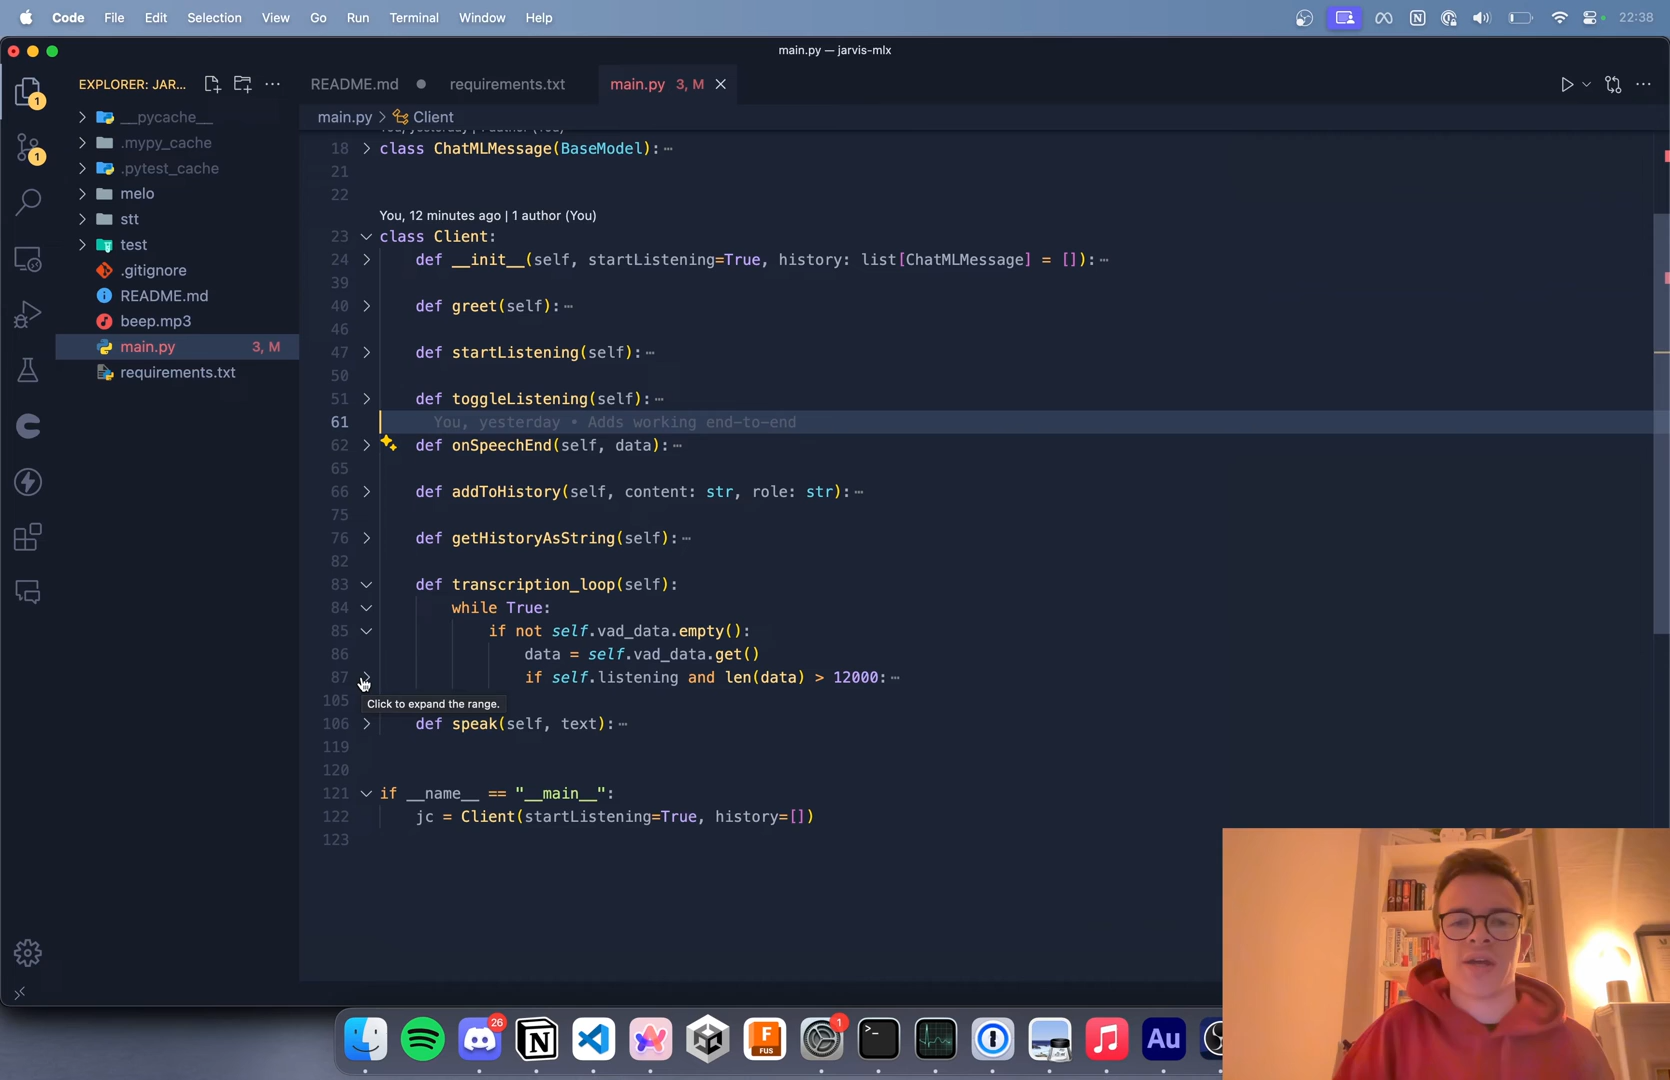 Code File Edit Selection View Go Run Terminal Window Help 22:38
main.py — jarvis-mlx
EXPLORER: JAR...
README.md
requirements.txt
main.py 3, M
main.py > Client
1
1
__pycache__
.mypy_cache
.pytest_cache
melo
stt
test
.gitignore
README.md
beep.mp3
main.py 3, M
requirements.txt
18 class ChatMLMessage(BaseModel):
21
22
You, 12 minutes ago | 1 author (You)
23 class Client:
24 def __init__(self, startListening=True, history: list[ChatMLMessage] = []):
39
40 def greet(self):
46
47 def startListening(self):
50
51 def toggleListening(self):
61 You, yesterday • Adds working end-to-end
62 def onSpeechEnd(self, data):
65
66 def addToHistory(self, content: str, role: str):
75
76 def getHistoryAsString(self):
82
83 def transcription_loop(self):
84 while True:
85 if not self.vad_data.empty():
86 data = self.vad_data.get()
87 if self.listening and len(data) > 12000:
Click to expand the range.
105
106 def speak(self, text):
119
120
121 if __name__ == "__main__":
122 jc = Client(startListening=True, history=[])
123
26
1
F
FUS
Au